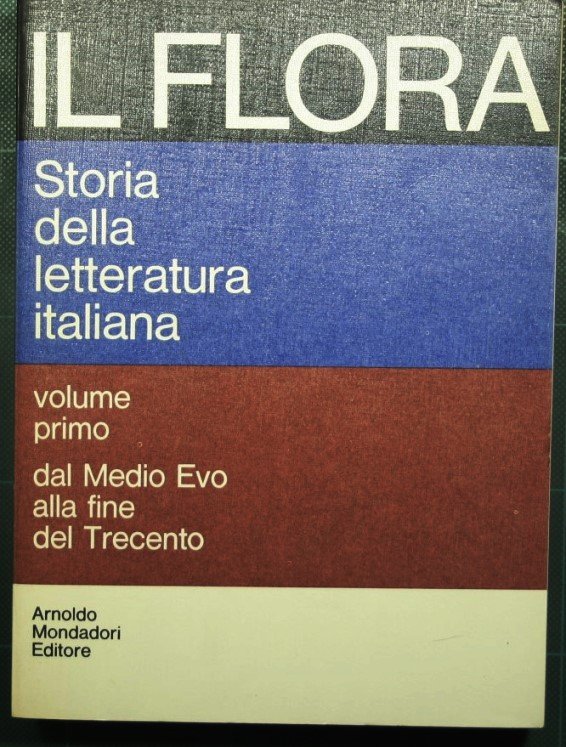 IL FLORA
Storia
della
letteratura
italiana
volume
primo
dal Medio Evo
alla fine
del Trecento
Arnoldo
Mondadori
Editore